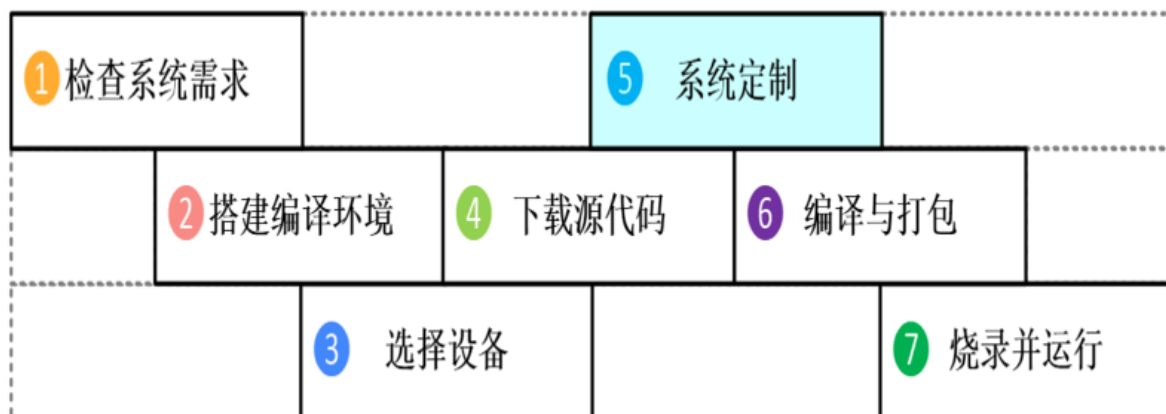 1 检查系统需求
5 系统定制
2 搭建编译环境
4 下载源代码
6 编译与打包
3 选择设备
7 烧录并运行